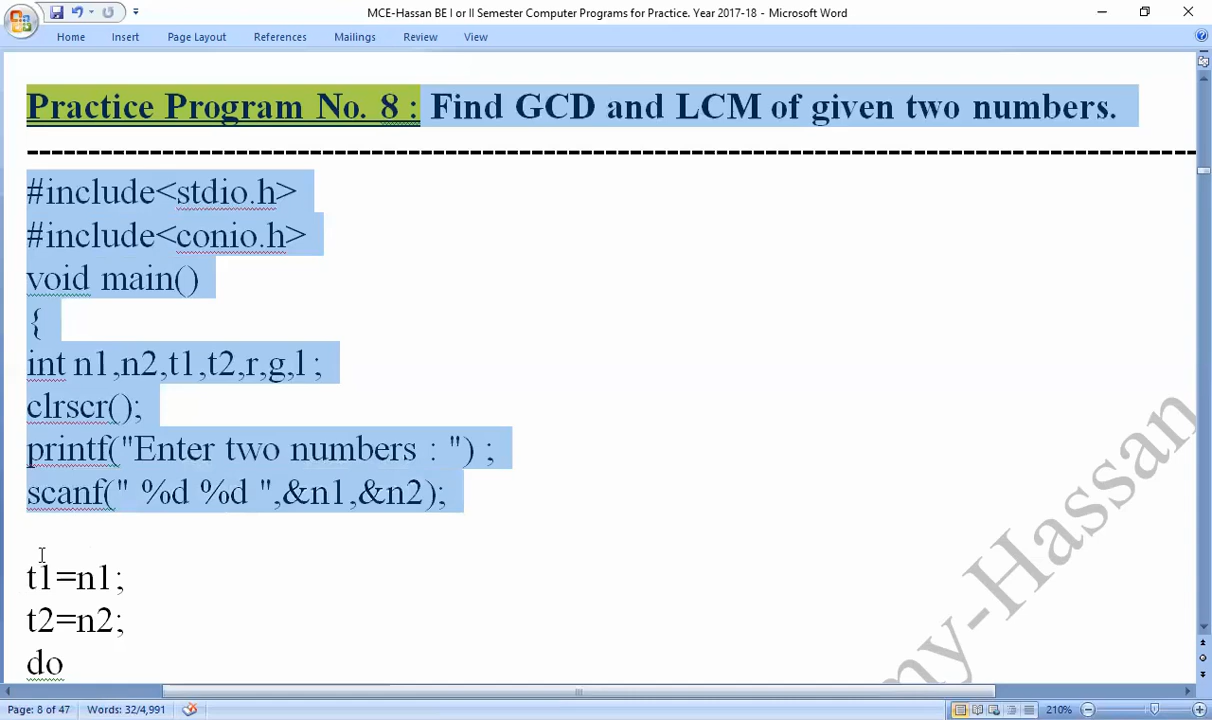 MCE-Hassan BE I or II Semester Computer Programs for Practice. Year 2017-18 - Microsoft Word
Home Insert Page Layout References Mailings Review View
Practice Program No. 8 : Find GCD and LCM of given two numbers.
--------------------------------------------------------------------------------
#include<stdio.h>
#include<conio.h>
void main()
{
int n1,n2,t1,t2,r,g,l ;
clrscr();
printf("Enter two numbers : ") ;
scanf(" %d %d ",&n1,&n2);
t1=n1;
t2=n2;
do
my-Hassan
Page: 8 of 47 Words: 32/4,991 210%